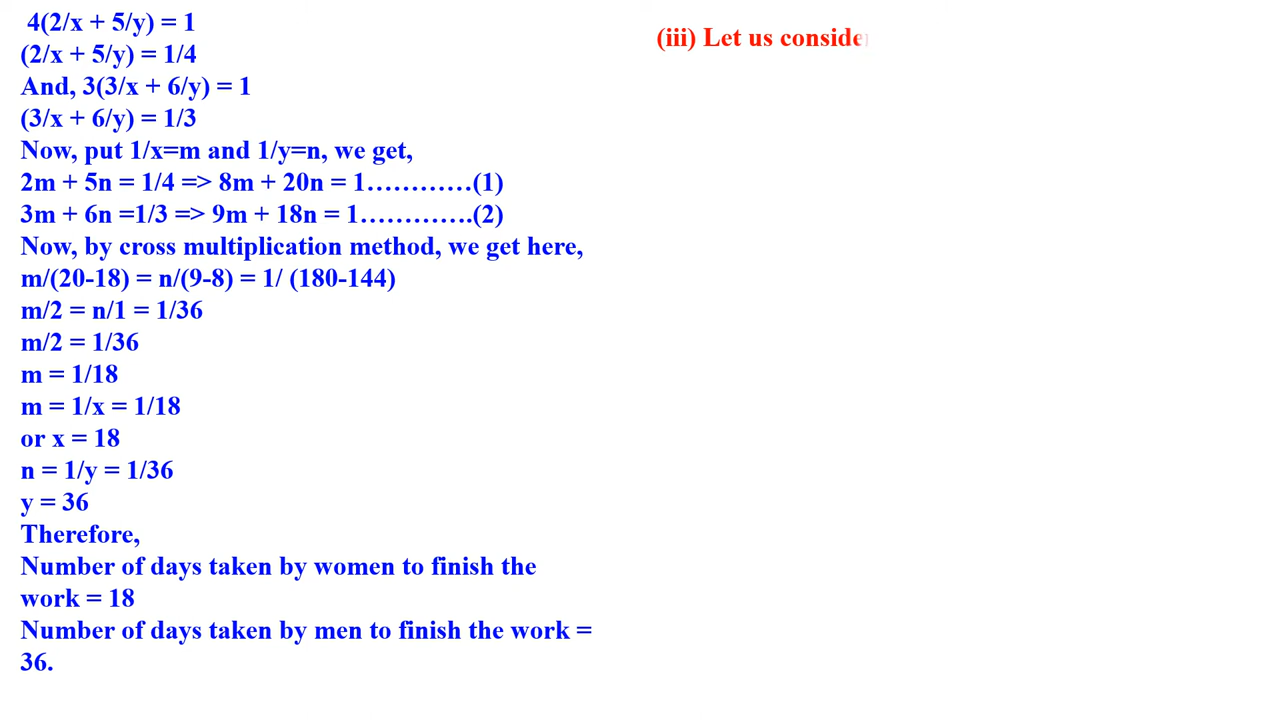 4(2/x + 5/y) = 1
(2/x + 5/y) = 1/4
And, 3(3/x + 6/y) = 1
(3/x + 6/y) = 1/3
Now, put 1/x=m and 1/y=n, we get,
2m + 5n = 1/4 => 8m + 20n = 1…………(1)
3m + 6n =1/3 => 9m + 18n = 1………….(2)
Now, by cross multiplication method, we get here,
m/(20-18) = n/(9-8) = 1/ (180-144)
m/2 = n/1 = 1/36
m/2 = 1/36
m = 1/18
m = 1/x = 1/18
or x = 18
n = 1/y = 1/36
y = 36
Therefore,
Number of days taken by women to finish the
work = 18
Number of days taken by men to finish the work =
36.
(iii) Let us consider